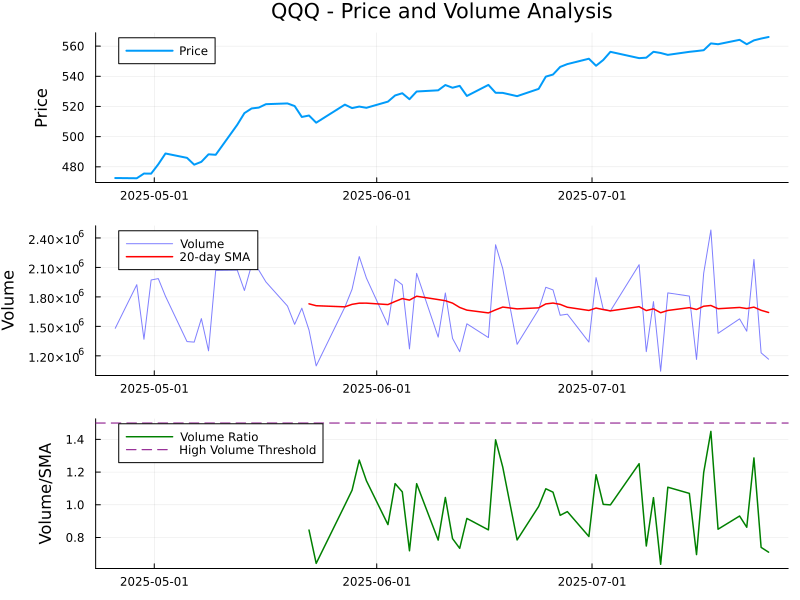 QQQ - Price and Volume Analysis
Price
560
540
520
500
480
Price
2025-05-01
2025-06-01
2025-07-01
Volume
2.40×10⁶
2.10×10⁶
1.80×10⁶
1.50×10⁶
1.20×10⁶
Volume
20-day SMA
2025-05-01
2025-06-01
2025-07-01
Volume/SMA
1.4
1.2
1.0
0.8
Volume Ratio
High Volume Threshold
2025-05-01
2025-06-01
2025-07-01